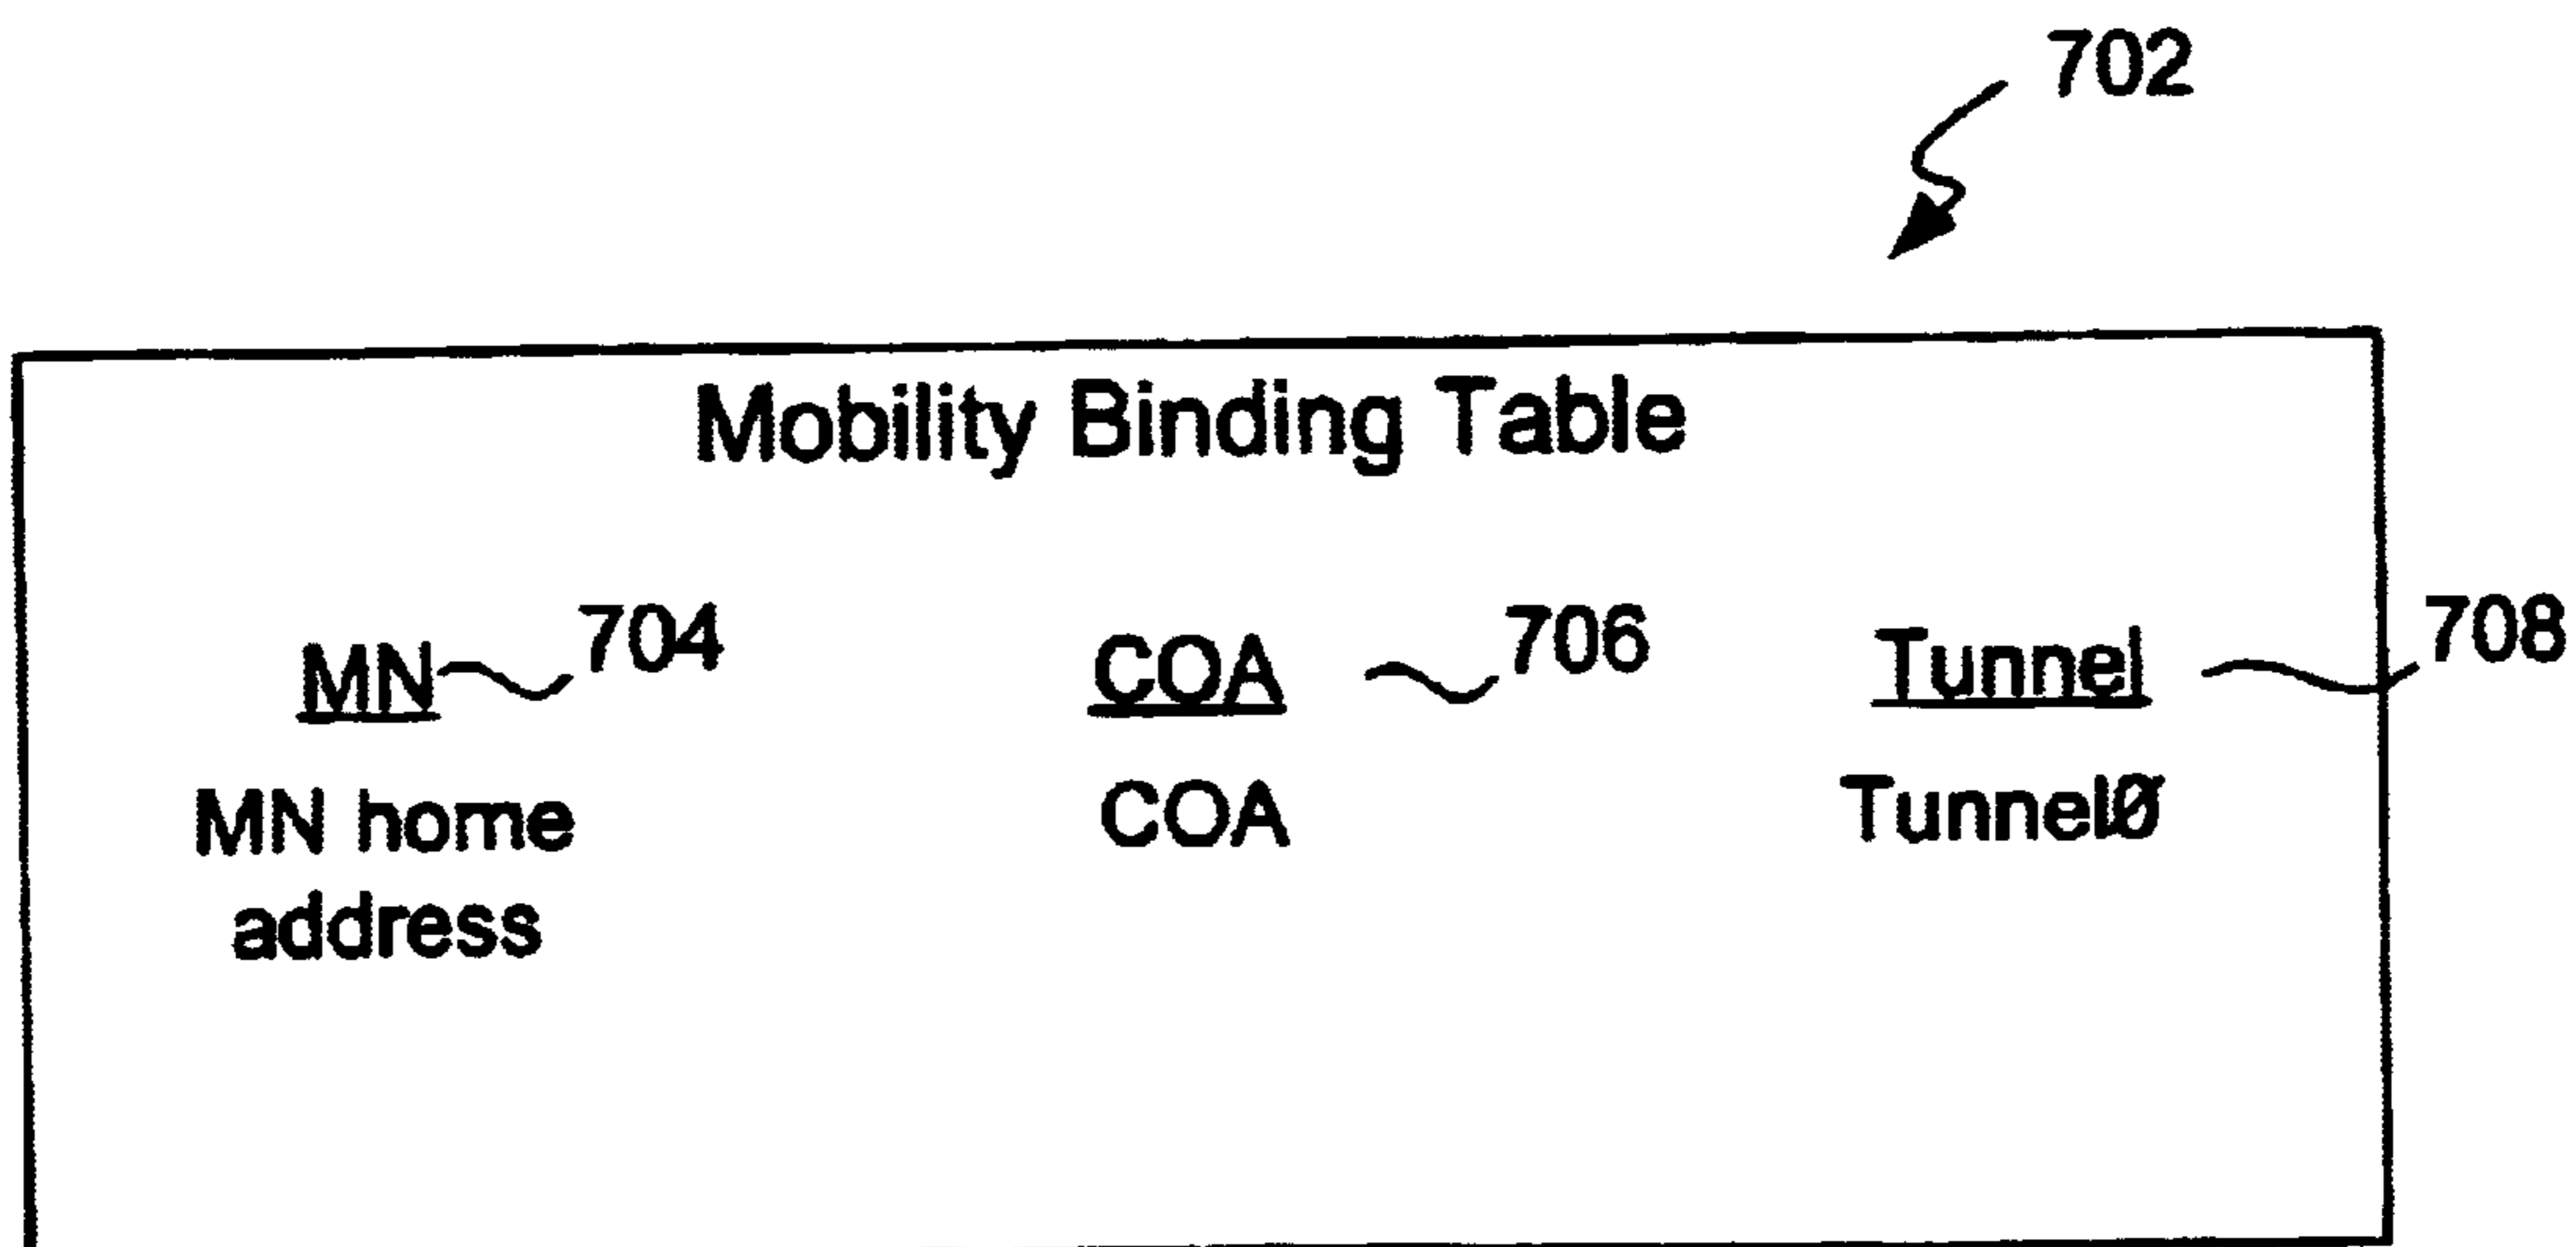 702
Mobility Binding Table
MN 704 COA 706 Tunnel 708
MN home COA TunnelØ
address